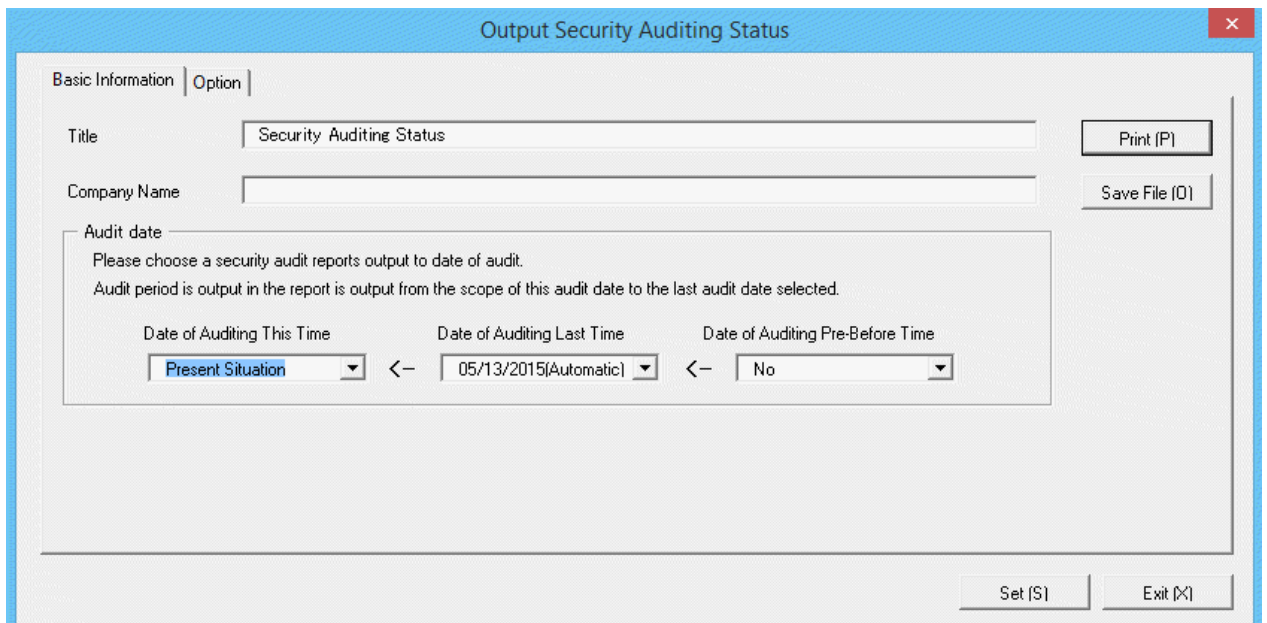 Output Security Auditing Status
Basic Information Option
Title Security Auditing Status Print (P)
Company Name Save File (O)
Audit date
Please choose a security audit reports output to date of audit.
Audit period is output in the report is output from the scope of this audit date to the last audit date selected.
Date of Auditing This Time Date of Auditing Last Time Date of Auditing Pre-Before Time
Present Situation <- 05/13/2015(Automatic) <- No
Set (S) Exit (X)